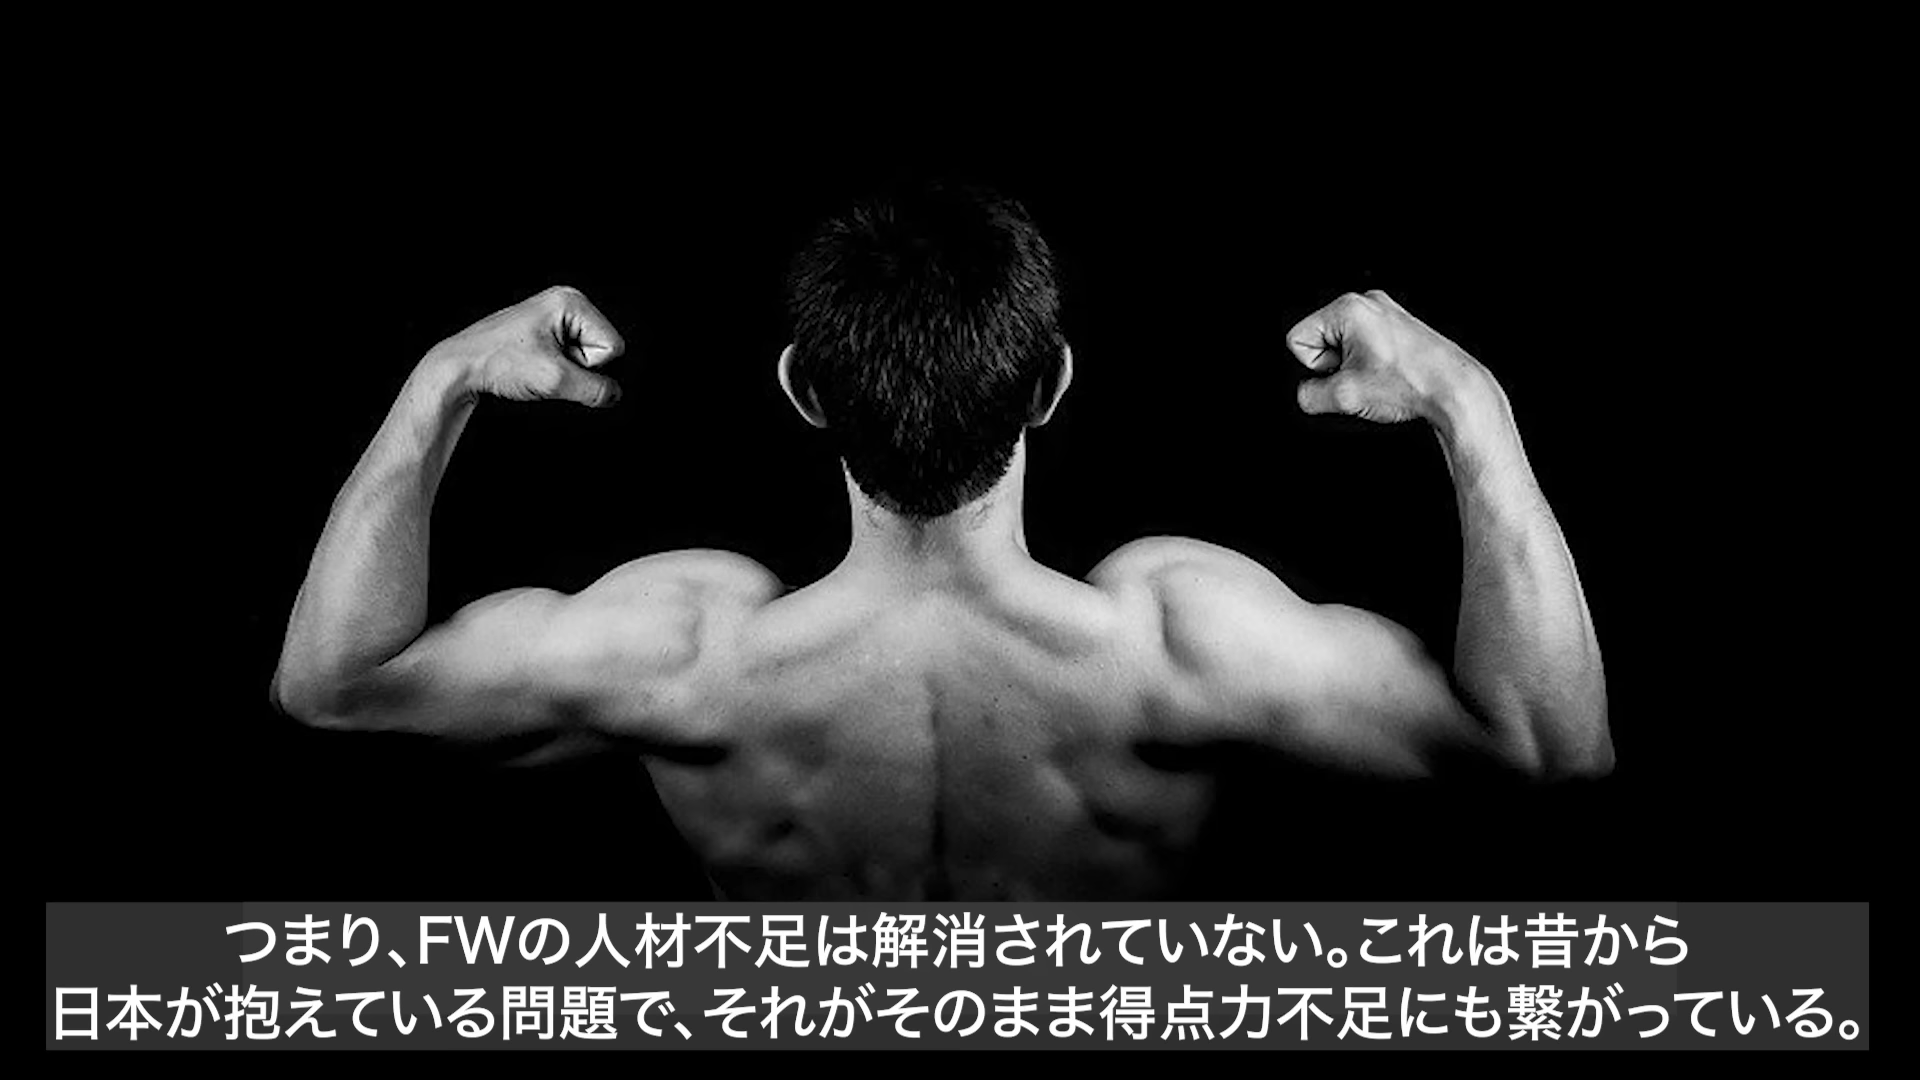 つまり、FWの人材不足は解消されていない。これは昔から
日本が抱えている問題で、それがそのまま得点力不足にも繋がっている。